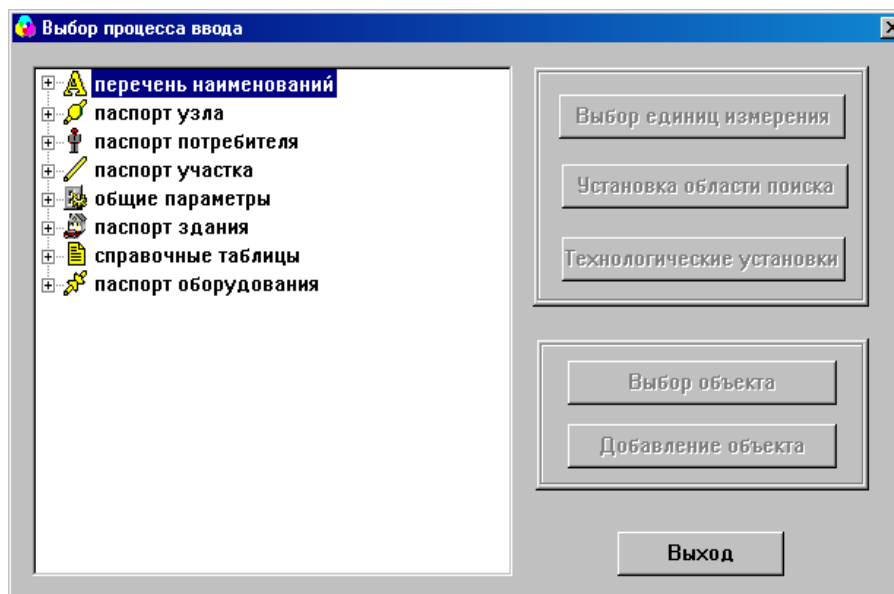 Выбор процесса ввода
перечень наименований
паспорт узла
паспорт потребителя
паспорт участка
общие параметры
паспорт здания
справочные таблицы
паспорт оборудования
Выбор единиц измерения
Установка области поиска
Технологические установки
Выбор объекта
Добавление объекта
Выход